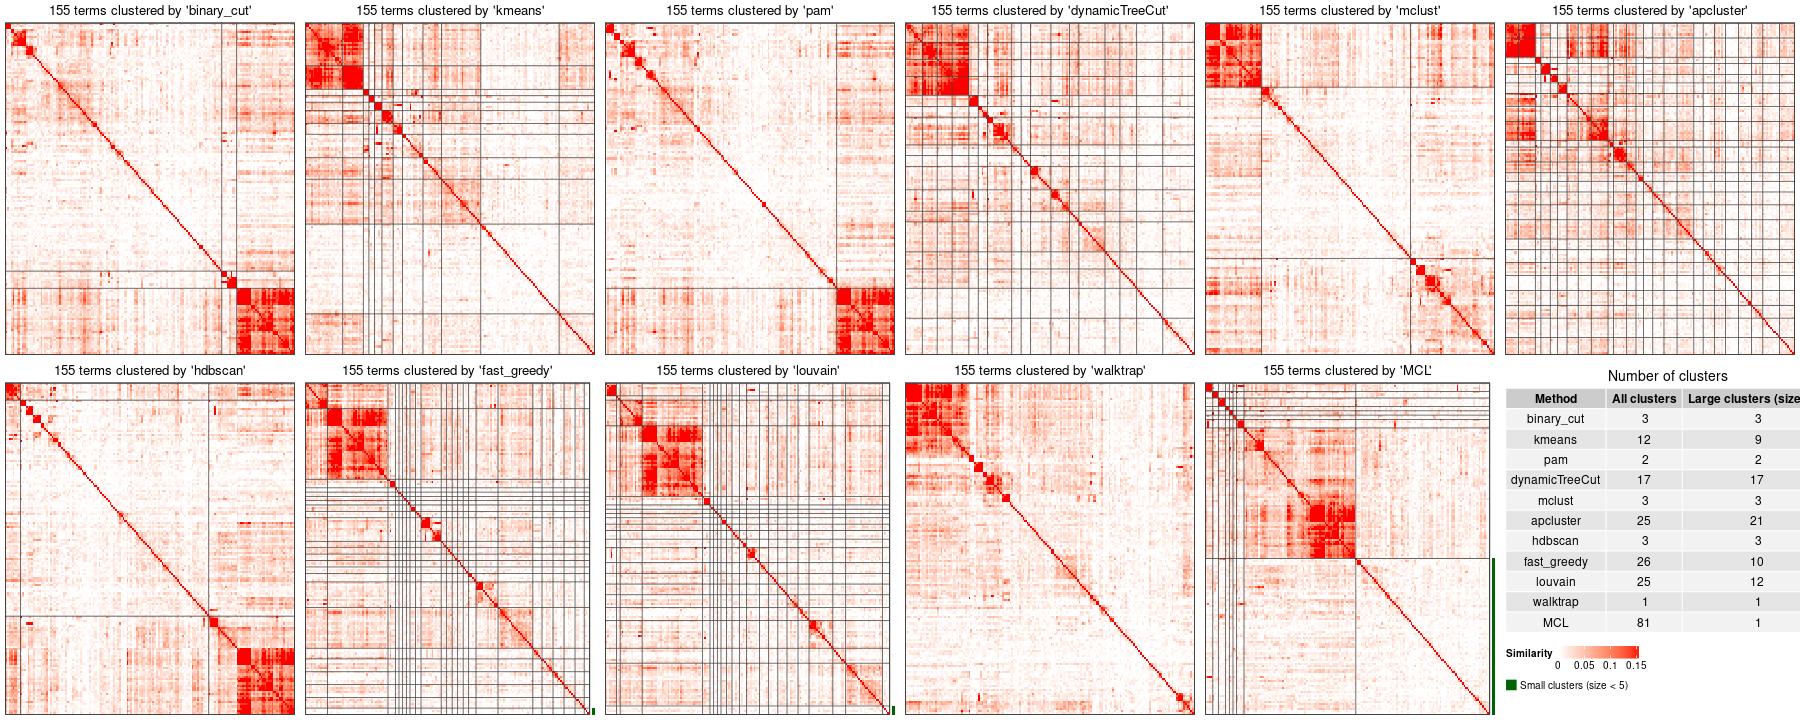 155 terms clustered by 'binary_cut'
155 terms clustered by 'kmeans'
155 terms clustered by 'pam'
155 terms clustered by 'dynamicTreeCut'
155 terms clustered by 'mclust'
155 terms clustered by 'apcluster'
155 terms clustered by 'hdbscan'
155 terms clustered by 'fast_greedy'
155 terms clustered by 'louvain'
155 terms clustered by 'walktrap'
155 terms clustered by 'MCL'
Number of clusters
Method All clusters Large clusters (size
binary_cut 3 3
kmeans 12 9
pam 2 2
dynamicTreeCut 17 17
mclust 3 3
apcluster 25 21
hdbscan 3 3
fast_greedy 26 10
louvain 25 12
walktrap 1 1
MCL 81 1
Similarity
0 0.05 0.1 0.15
Small clusters (size < 5)